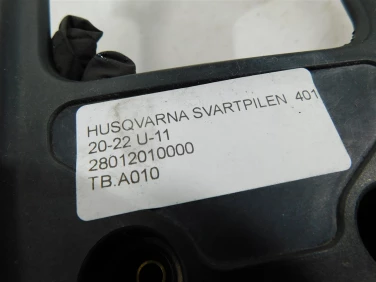 HUSQVARNA SVARTPILEN 401
20-22 U-11
28012010000
TB.A010